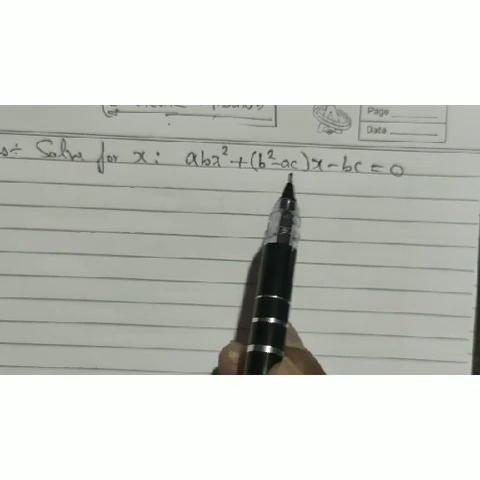 Page
Date
Solve for x: abx² + (b² - ac)x - bc = 0